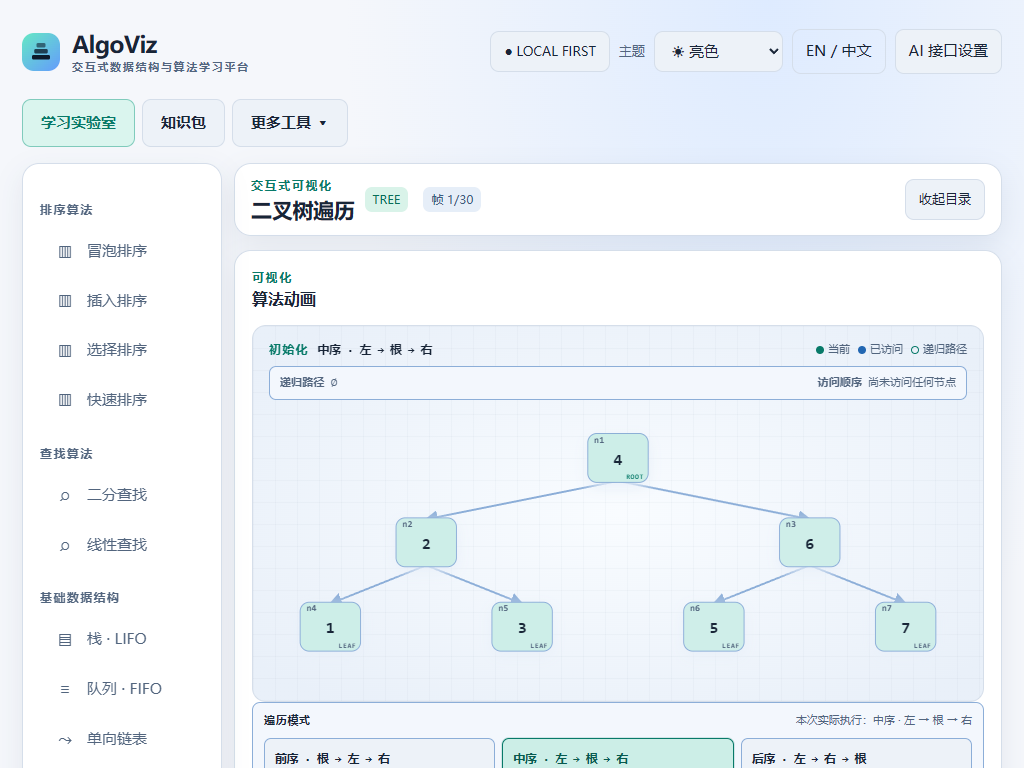 AlgoViz
交互式数据结构与算法学习平台
● LOCAL FIRST
主题
☀ 亮色
EN / 中文
AI 接口设置
学习实验室
知识包
更多工具 ▾
排序算法
▥ 冒泡排序
▥ 插入排序
▥ 选择排序
▥ 快速排序
查找算法
⌕ 二分查找
⌕ 线性查找
基础数据结构
▤ 栈 · LIFO
≡ 队列 · FIFO
⤳ 单向链表
交互式可视化
二叉树遍历
TREE
帧 1/30
收起目录
可视化
算法动画
初始化 中序 · 左 → 根 → 右
当前 已访问 递归路径
递归路径 ∅
访问顺序 尚未访问任何节点
n1
4
ROOT
n2
2
n3
6
n4
1
LEAF
n5
3
LEAF
n6
5
LEAF
n7
7
LEAF
遍历模式
本次实际执行：中序 · 左 → 根 → 右
前序 · 根 → 左 → 右
中序 · 左 → 根 → 右
后序 · 左 → 右 → 根